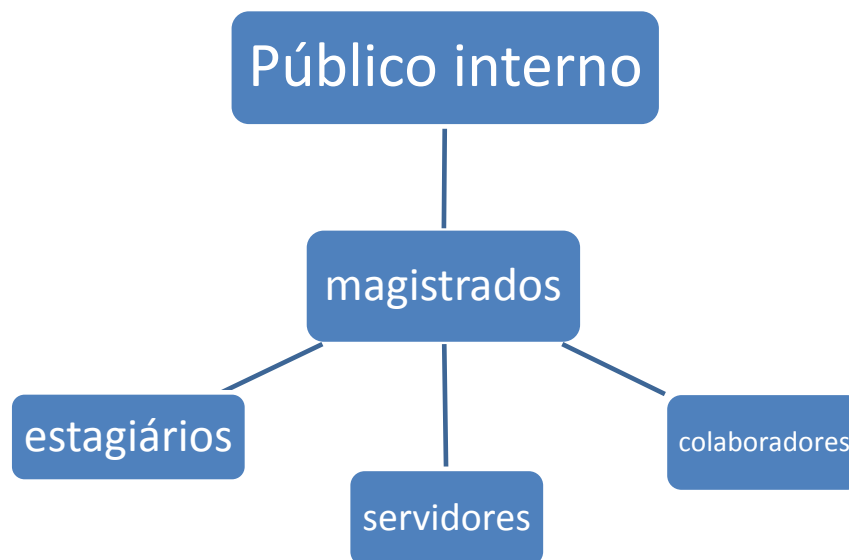 Público interno
magistrados
estagiários
colaboradores
servidores